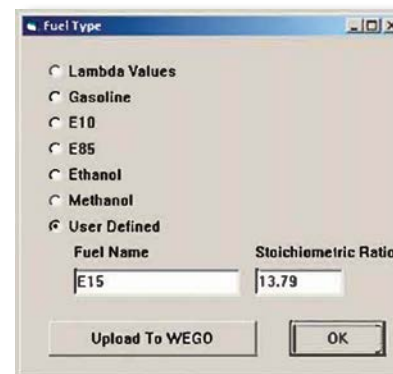 Fuel Type
Lambda Values
Gasoline
E10
E85
Ethanol
Methanol
User Defined
Fuel Name Stoichiometric Ratio
E15 13.79
Upload To WEGO OK